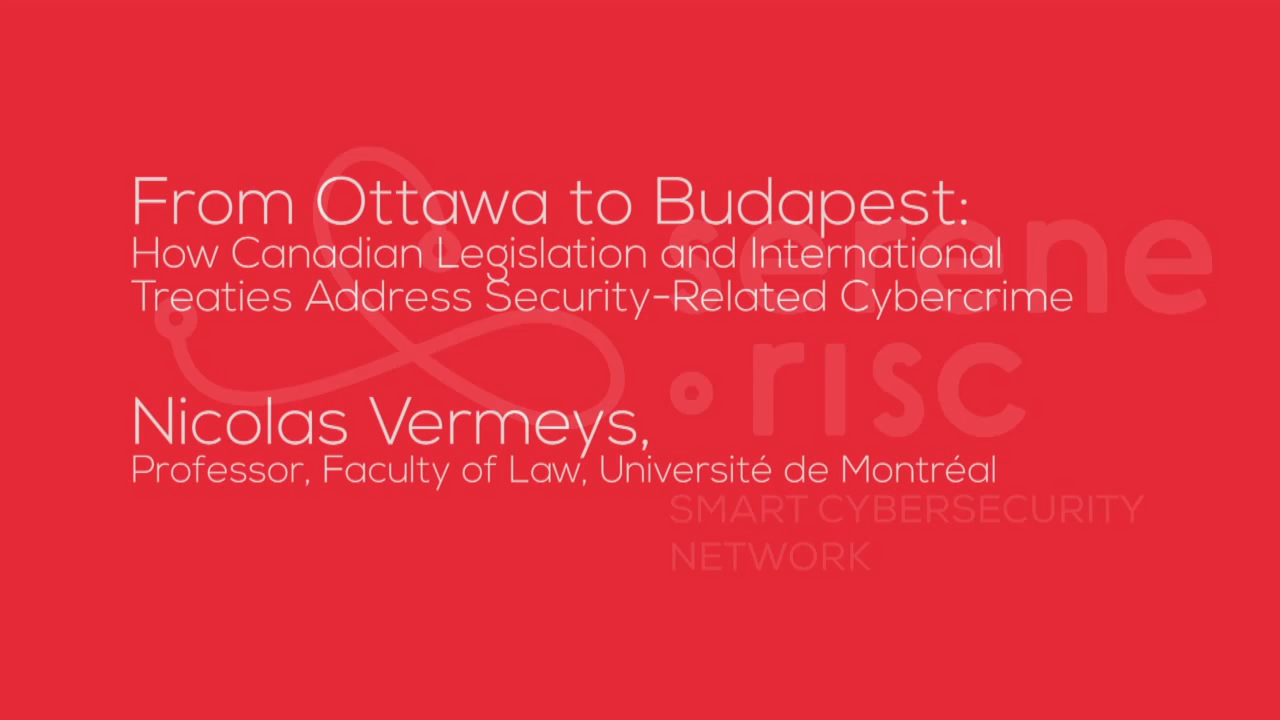 From Ottawa to Budapest:
How Canadian Legislation and International
Treaties Address Security-Related Cybercrime
Nicolas Vermeys,
Professor, Faculty of Law, Université de Montréal
serene
risc
SMART CYBERSECURITY
NETWORK